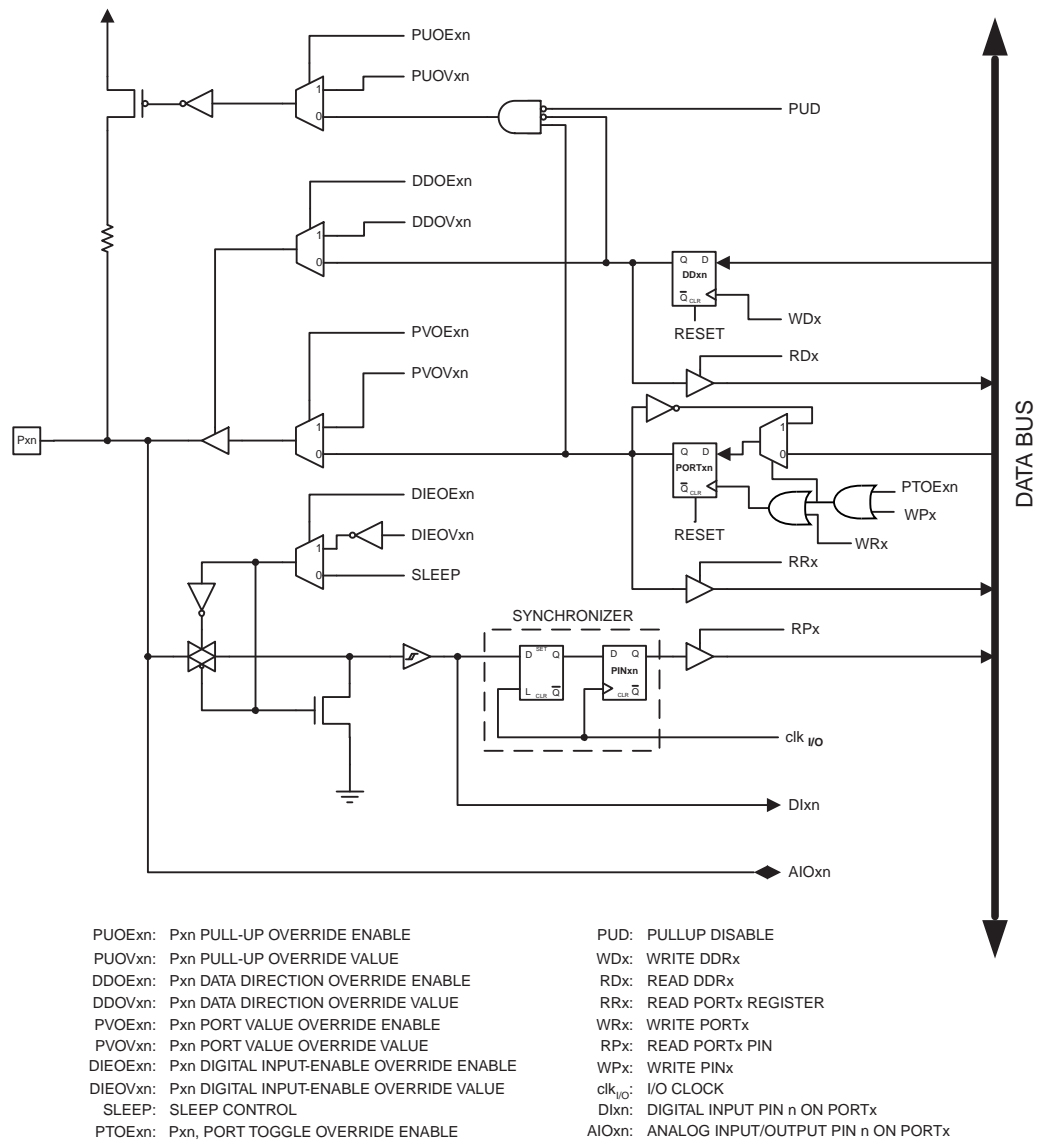 PUOExn
PUOVxn
1
0
PUD
DDOExn
DDOVxn
1
0
Q D
DDxn
Q CLR
WDx
RESET
RDx
PVOExn
PVOVxn
1
0
Pxn
1
0
Q D
PORTxn
Q CLR
RESET
PTOExn
WPx
WRx
RRx
DATA BUS
DIEOExn
DIEOVxn
1
0
SLEEP
SYNCHRONIZER
RPx
D SET Q
L CLR Q
D Q
PINxn
CLR Q
clk I/O
DIxn
AIOxn
PUOExn: Pxn PULL-UP OVERRIDE ENABLE
PUOVxn: Pxn PULL-UP OVERRIDE VALUE
DDOExn: Pxn DATA DIRECTION OVERRIDE ENABLE
DDOVxn: Pxn DATA DIRECTION OVERRIDE VALUE
PVOExn: Pxn PORT VALUE OVERRIDE ENABLE
PVOVxn: Pxn PORT VALUE OVERRIDE VALUE
DIEOExn: Pxn DIGITAL INPUT-ENABLE OVERRIDE ENABLE
DIEOVxn: Pxn DIGITAL INPUT-ENABLE OVERRIDE VALUE
SLEEP: SLEEP CONTROL
PTOExn: Pxn, PORT TOGGLE OVERRIDE ENABLE
PUD: PULLUP DISABLE
WDx: WRITE DDRx
RDx: READ DDRx
RRx: READ PORTx REGISTER
WRx: WRITE PORTx
RPx: READ PORTx PIN
WPx: WRITE PINx
clkI/O: I/O CLOCK
DIxn: DIGITAL INPUT PIN n ON PORTx
AIOxn: ANALOG INPUT/OUTPUT PIN n ON PORTx